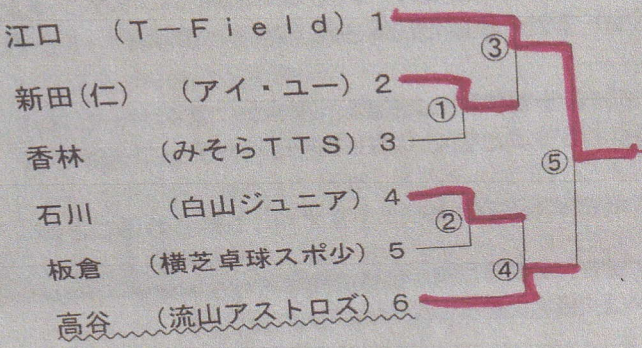 江口 (T-Field) 1
③
新田(仁) (アイ・ユー) 2
①
香林 (みそらTTS) 3
⑤
石川 (白山ジュニア) 4
②
板倉 (横芝卓球スポ少) 5
④
高谷 (流山アストロズ) 6